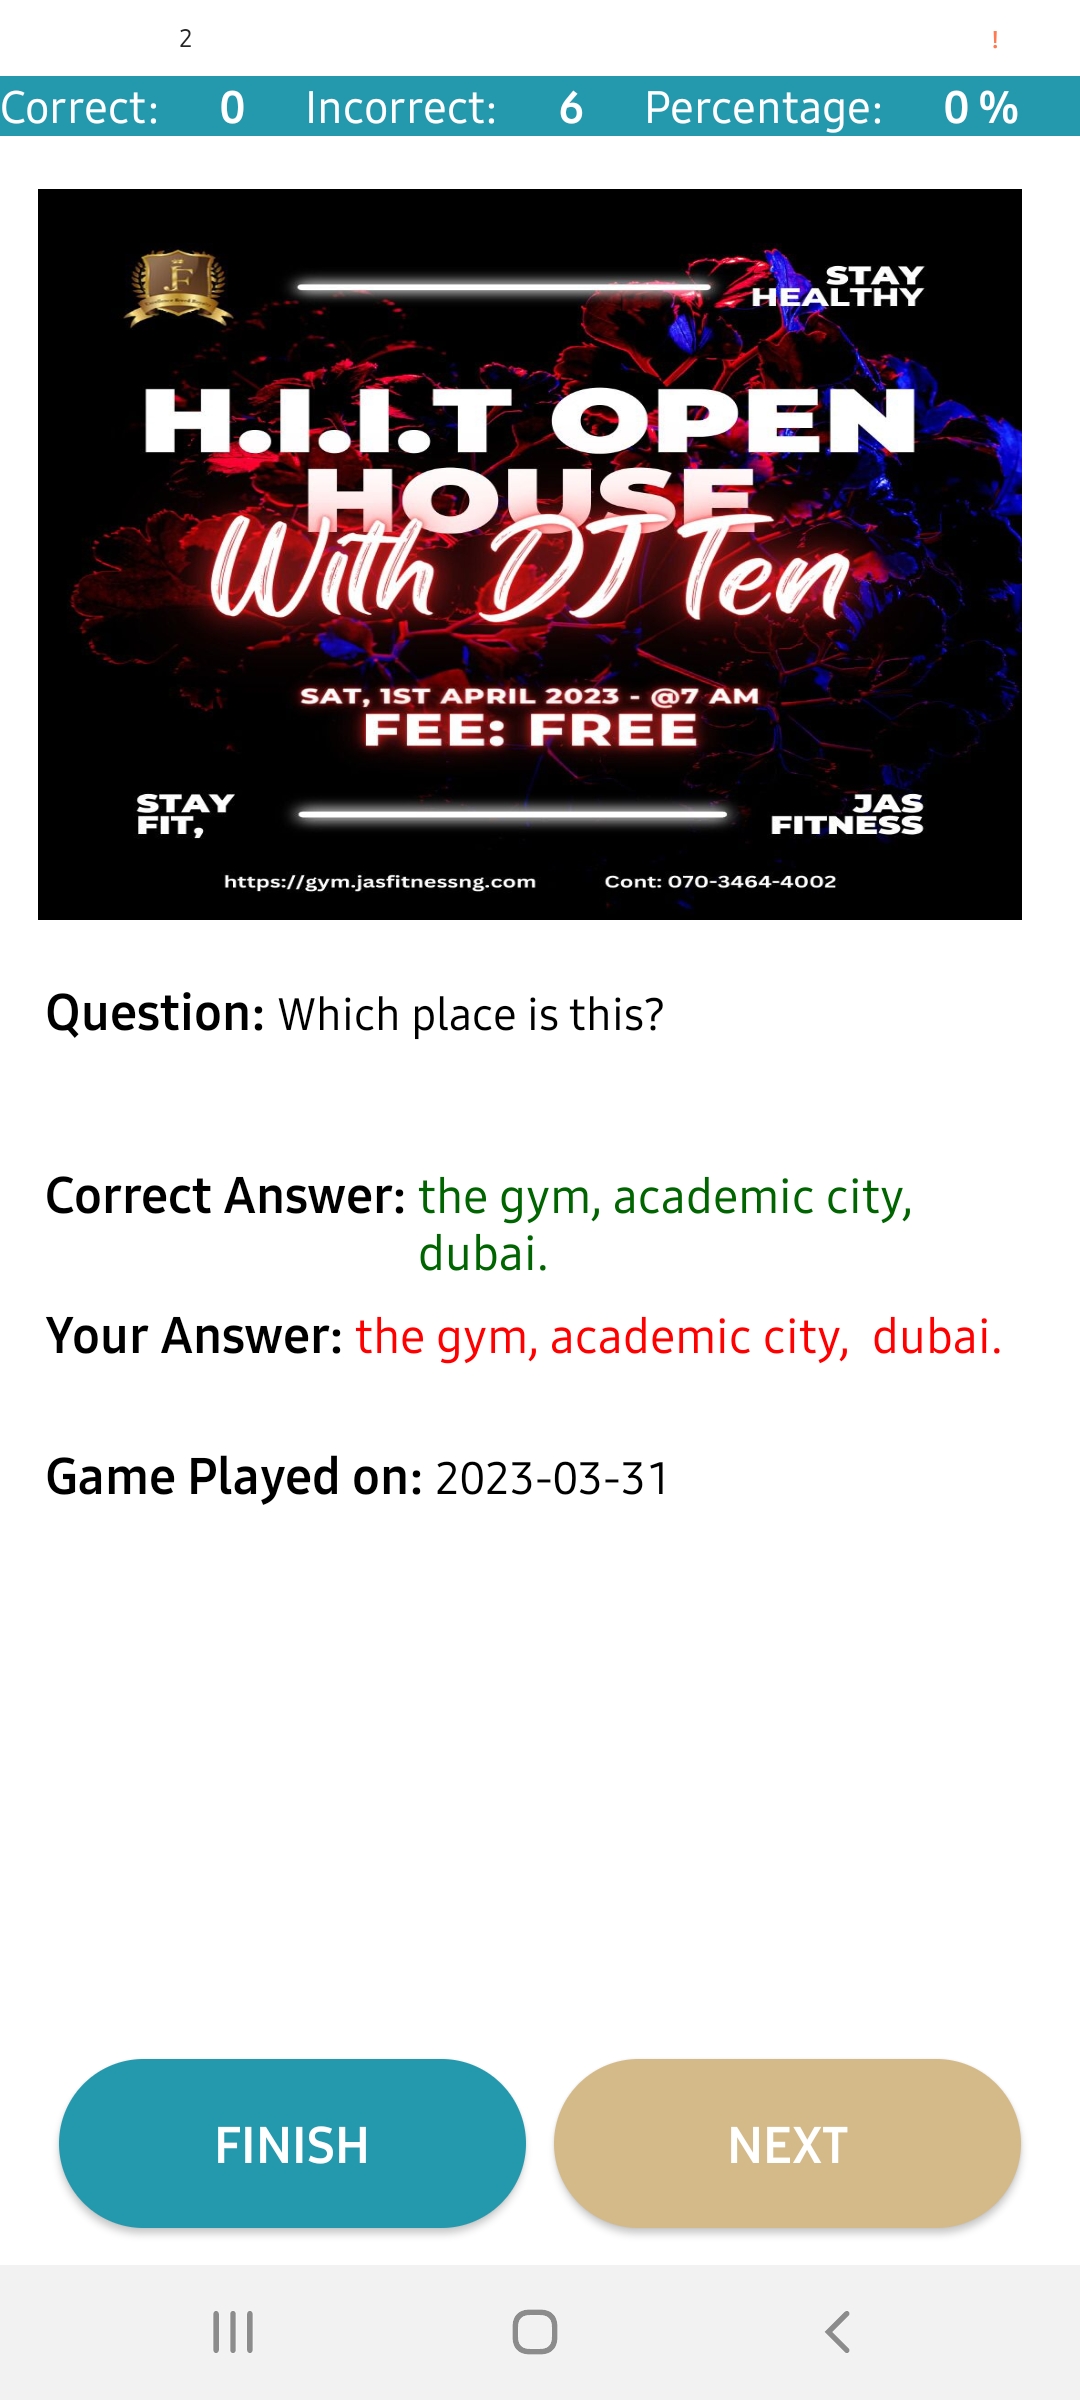 2 !
Correct: 0 Incorrect: 6 Percentage: 0 %
JF
STAY
HEALTHY
H.I.I.T OPEN
HOUSE
With DJ Ten
SAT, 1ST APRIL 2023 - @7 AM
FEE: FREE
STAY
FIT,
JAS
FITNESS
https://gym.jasfitnessng.com Cont: 070-3464-4002
Question: Which place is this?
Correct Answer: the gym, academic city,
dubai.
Your Answer: the gym, academic city,  dubai.
Game Played on: 2023-03-31
FINISH NEXT